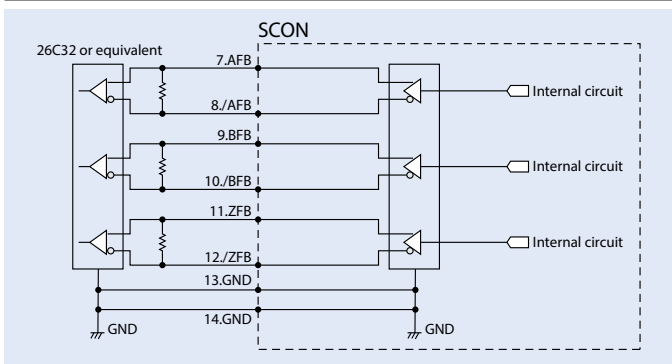 SCON
26C32 or equivalent
7.AFB
Internal circuit
8./AFB
9.BFB
Internal circuit
10./BFB
11.ZFB
Internal circuit
12./ZFB
13.GND
14.GND
GND
GND